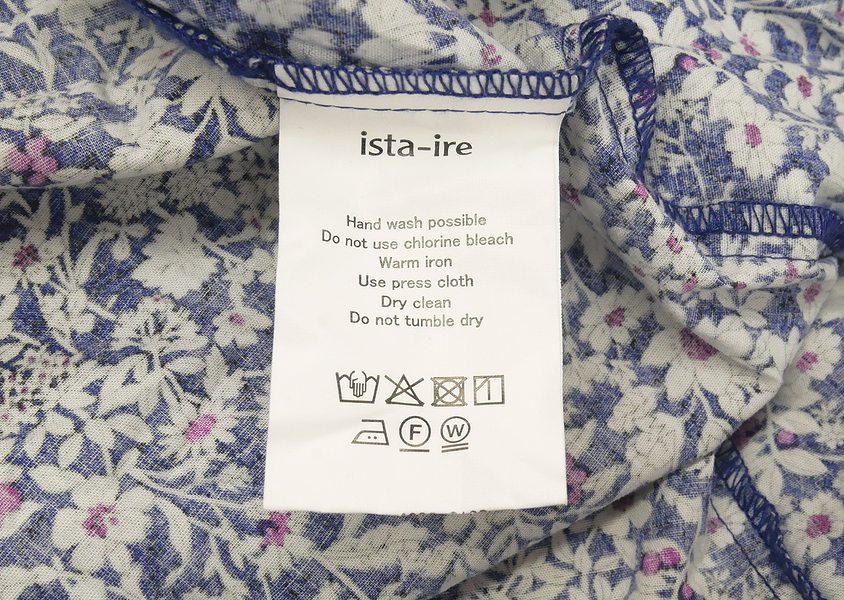 ista-ire
Hand wash possible
Do not use chlorine bleach
Warm iron
Use press cloth
Dry clean
Do not tumble dry
F W